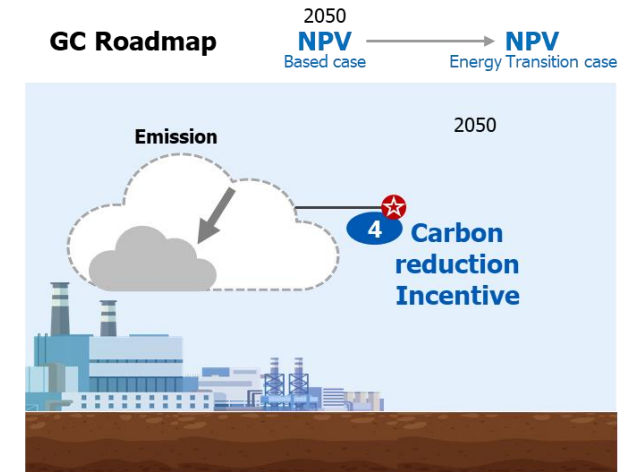 2050
GC Roadmap NPV NPV
Based case Energy Transition case
Emission 2050
4 Carbon
reduction
Incentive